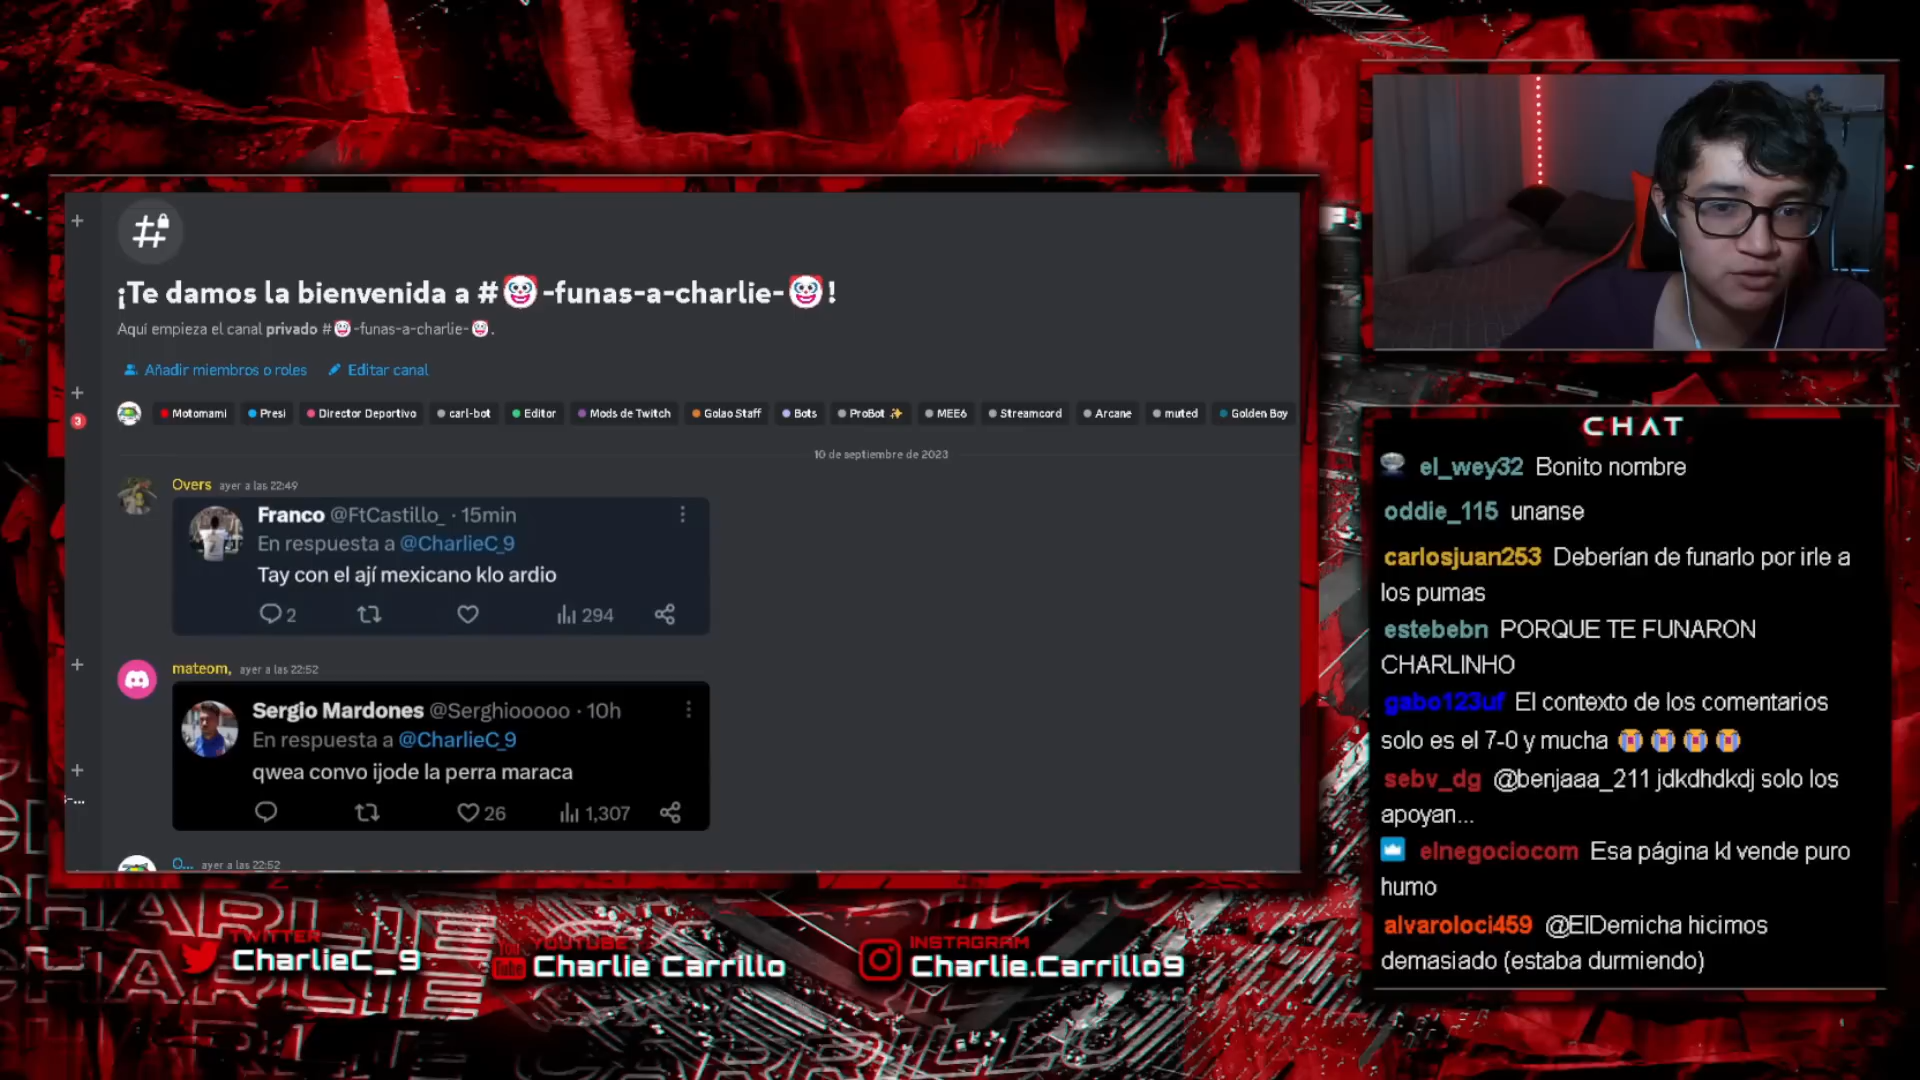 ¡Te damos la bienvenida a #🤡-funas-a-charlie-🤡!
Aquí empieza el canal privado #🤡-funas-a-charlie-🤡.
Añadir miembros o roles Editar canal
Motomami Presi Director Deportivo carl-bot Editor Mods de Twitch Golao Staff Bots ProBot ✨ MEE6 Streamcord Arcane muted Golden Boy
3
10 de septiembre de 2023
Overs ayer a las 22:49
Franco @FtCastillo_ · 15min
En respuesta a @CharlieC_9
Tay con el ají mexicano klo ardio
2 294
mateom, ayer a las 22:52
Sergio Mardones @Serghiooooo · 10h
En respuesta a @CharlieC_9
qwea convo ijode la perra maraca
26 1,307
O... ayer a las 22:52
CHAT
el_wey32 Bonito nombre
oddie_115 unanse
carlosjuan253 Deberían de funarlo por irle a
los pumas
estebebn PORQUE TE FUNARON
CHARLINHO
gabo123uf El contexto de los comentarios
solo es el 7-0 y mucha 😭😭😭😭
sebv_dg @benjaaa_211 jdkdhdkdj solo los
apoyan...
elnegociocom Esa página kl vende puro
humo
alvaroloci459 @ElDemicha hicimos
demasiado (estaba durmiendo)
TWITTER
CharlieC_9
YOUTUBE
You Tube
Charlie Carrillo
INSTAGRAM
Charlie.Carrillo9
CHARLIE
CHARLIE
CHARLIE CARRILLO